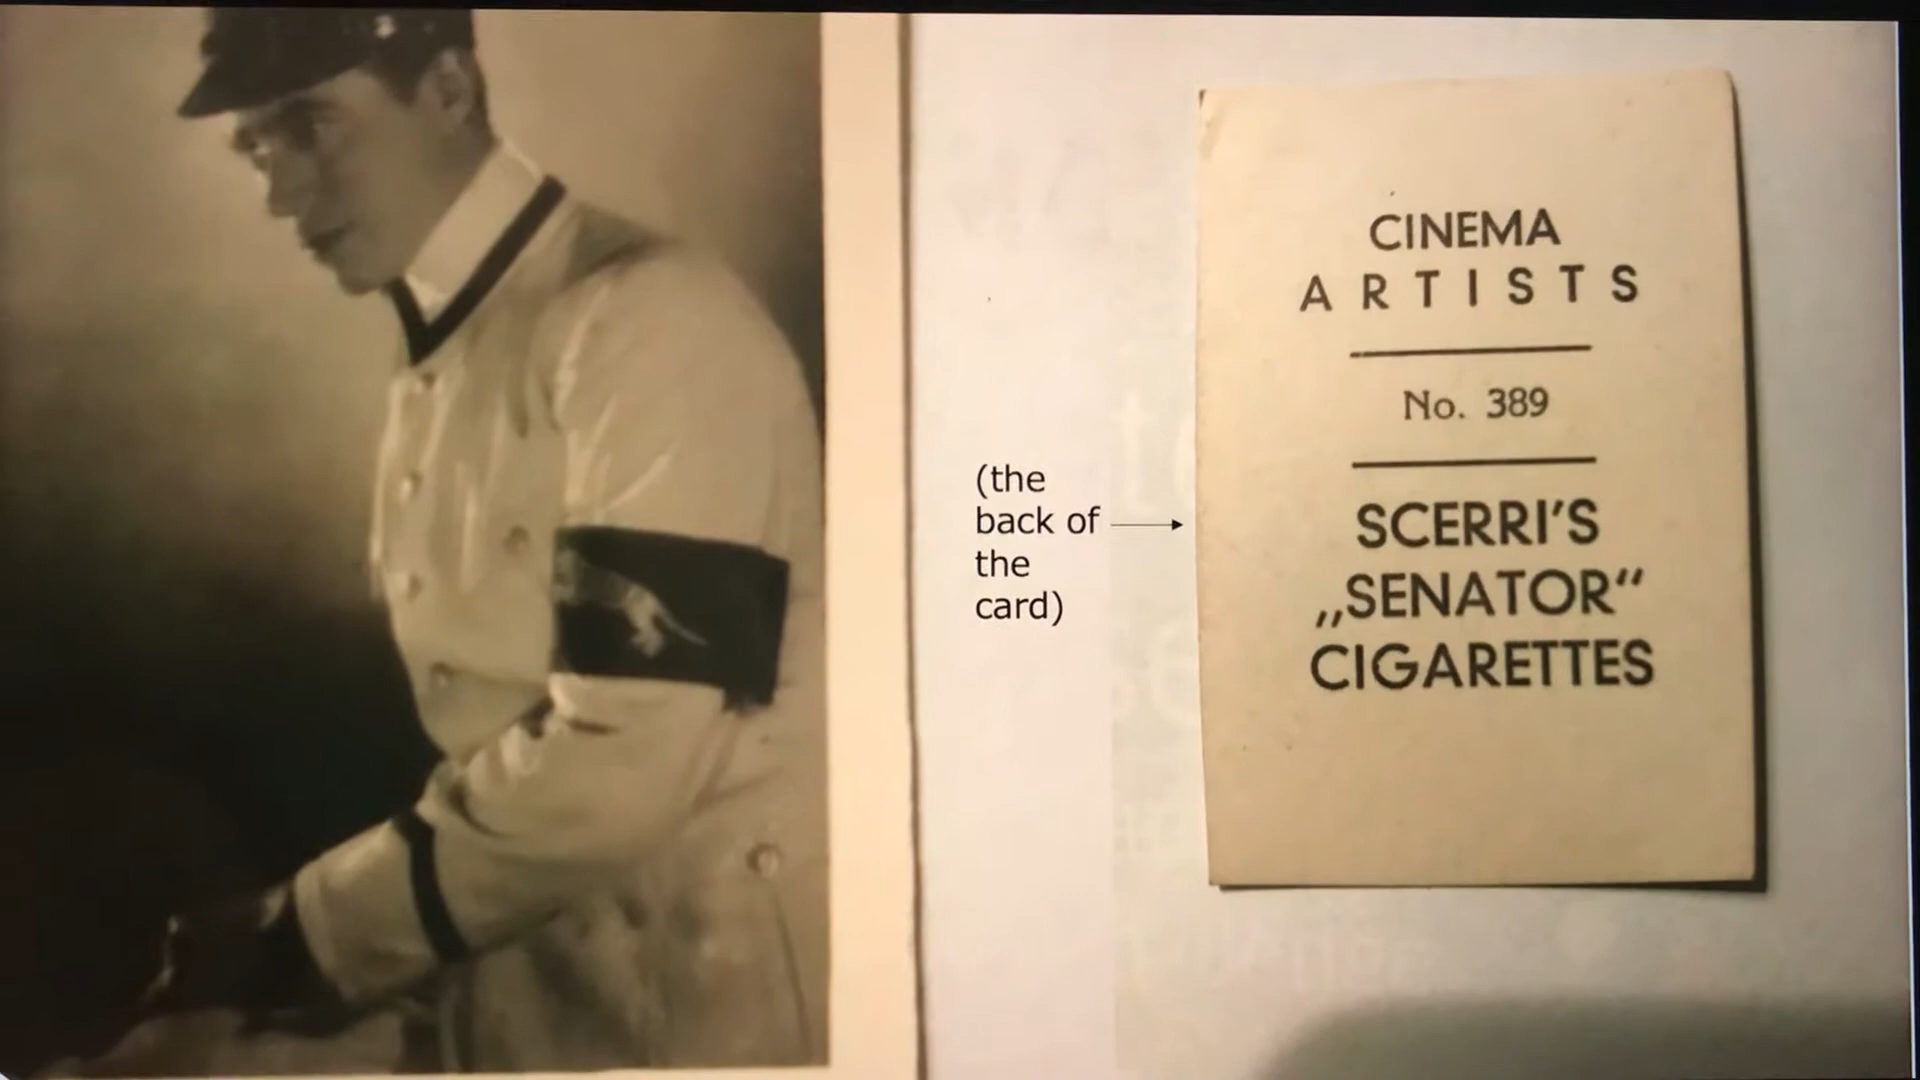 (the
back of
the
card)
CINEMA
ARTISTS
No. 389
SCERRI'S
„SENATOR“
CIGARETTES